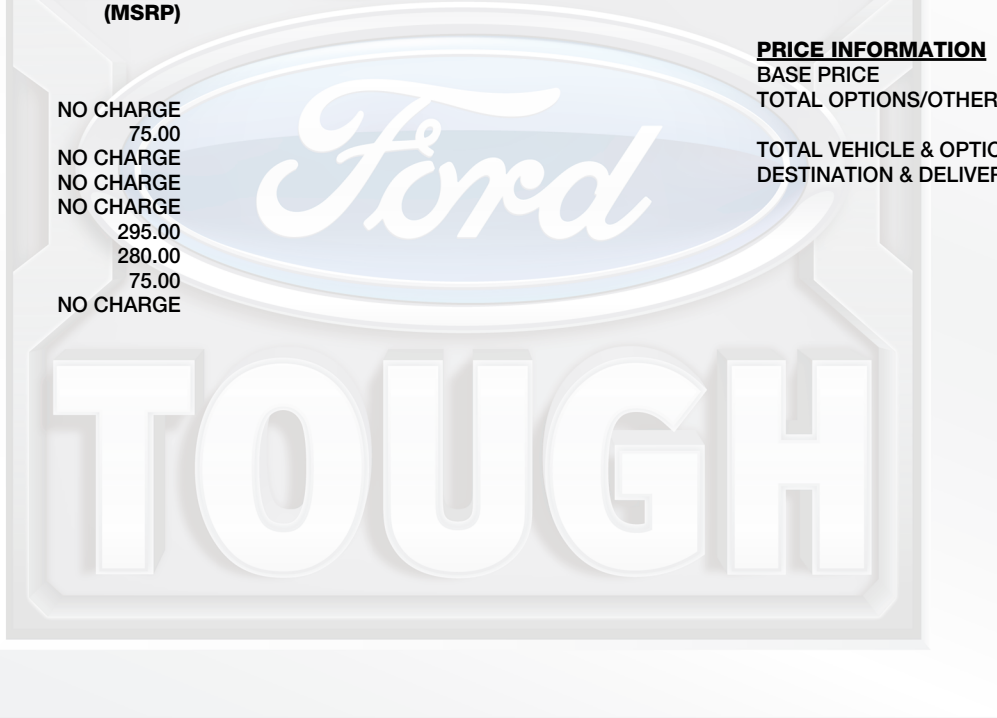 (MSRP)
NO CHARGE
75.00
NO CHARGE
NO CHARGE
NO CHARGE
295.00
280.00
75.00
NO CHARGE
PRICE INFORMATION
BASE PRICE
TOTAL OPTIONS/OTHER
TOTAL VEHICLE & OPTIO
DESTINATION & DELIVER
Ford
TOUGH